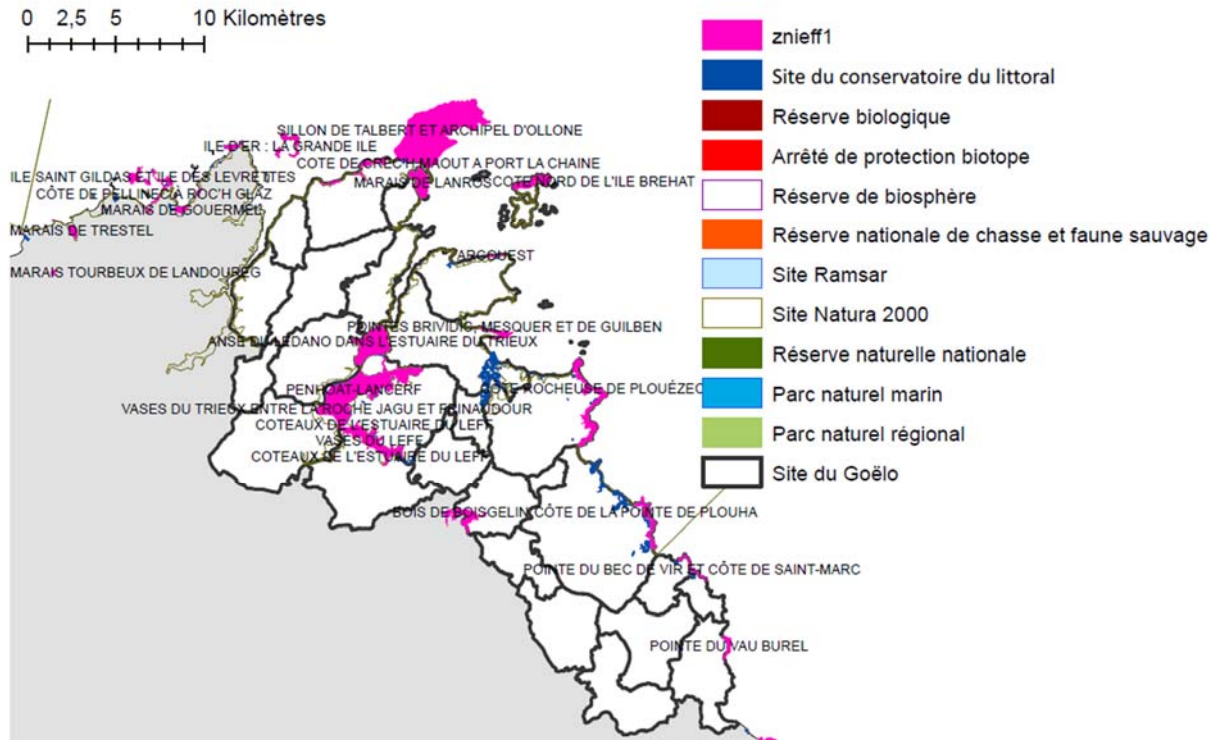 0 2,5 5 10 Kilomètres
znieff1
Site du conservatoire du littoral
Réserve biologique
Arrêté de protection biotope
Réserve de biosphère
Réserve nationale de chasse et faune sauvage
Site Ramsar
Site Natura 2000
Réserve naturelle nationale
Parc naturel marin
Parc naturel régional
Site du Goëlo
SILLON DE TALBERT ET ARCHIPEL D'OLLONE
ILE D'ER : LA GRANDE ILE
COTE DE CREC'H MAOUT A PORT LA CHAINE
ILE SAINT GILDAS ET ILE DES LEVRETTES
MARAIS DE LANROS
COTE NORD DE L'ILE BREHAT
CÔTE DE PELLINEC À ROC'H GLAZ
MARAIS DE GOUERMEL
MARAIS DE TRESTEL
ARCOUEST
MARAIS TOURBEUX DE LANDOUREG
POINTES BRIVIDIC, MESQUER ET DE GUILBEN
ANSE DU LEDANO DANS L'ESTUAIRE DU TRIEUX
PENHOAT-LANCERF
CÔTE ROCHEUSE DE PLOUÉZEC
VASES DU TRIEUX ENTRE LA ROCHE JAGU ET FRINAUDOUR
COTEAUX DE L'ESTUAIRE DU LEFF
VASES DU LEFF
COTEAUX DE L'ESTUAIRE DU LEFF
BOIS DE BOISGELIN
CÔTE DE LA POINTE DE PLOUHA
POINTE DU BEC DE VIR ET CÔTE DE SAINT-MARC
POINTE DU VAU BUREL